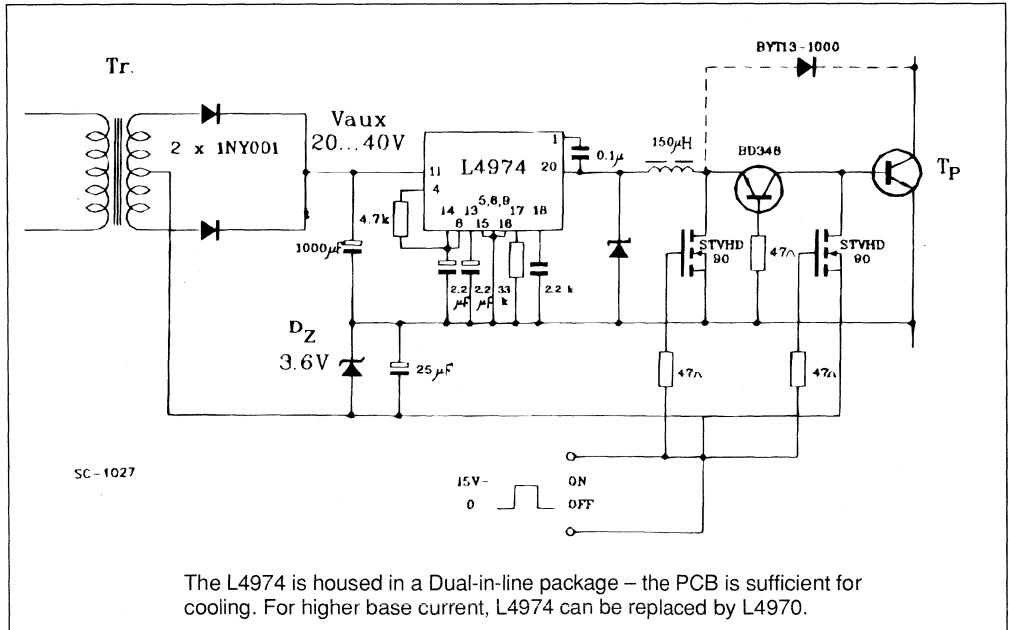 BYT13-1000
Tr.
Vaux
20...40V
2 x 1NY001
1
L4974
20
11
4
5,8,9
14
13
17
18
8
15
16
0.1µ
150µH
BD348
TP
4.7k
1000µF
2.2
µF
2.2
µF
33
k
2.2 k
STVHD
90
47Ω
STVHD
90
DZ
3.6V
25µF
47Ω
47Ω
SC-1027
15V-
0
ON
OFF
The L4974 is housed in a Dual-in-line package – the PCB is sufficient for
cooling. For higher base current, L4974 can be replaced by L4970.